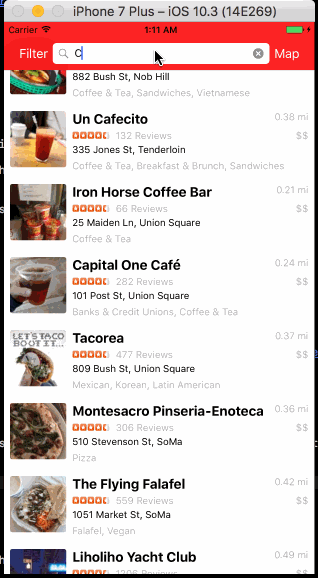 iPhone 7 Plus – iOS 10.3 (14E269)
Carrier 1:11 AM
Filter C Map
882 Bush St, Nob Hill
Coffee & Tea, Sandwiches, Vietnamese
Un Cafecito 0.38 mi
132 Reviews $$
335 Jones St, Tenderloin
Coffee & Tea, Breakfast & Brunch, Sandwiches
Iron Horse Coffee Bar 0.21 mi
66 Reviews $$
25 Maiden Ln, Union Square
Coffee & Tea
Capital One Café 0.24 mi
282 Reviews $$
101 Post St, Union Square
Banks & Credit Unions, Coffee & Tea
LET'S TACO
BOUT IT...
Tacorea 0.37 mi
477 Reviews $$
809 Bush St, Union Square
Mexican, Korean, Latin American
Montesacro Pinseria-Enoteca 0.36 mi
306 Reviews $$
510 Stevenson St, SoMa
Pizza
The Flying Falafel 0.42 mi
559 Reviews $$
1051 Market St, SoMa
Falafel, Vegan
Liholiho Yacht Club 0.49 mi
1206 Reviews $$